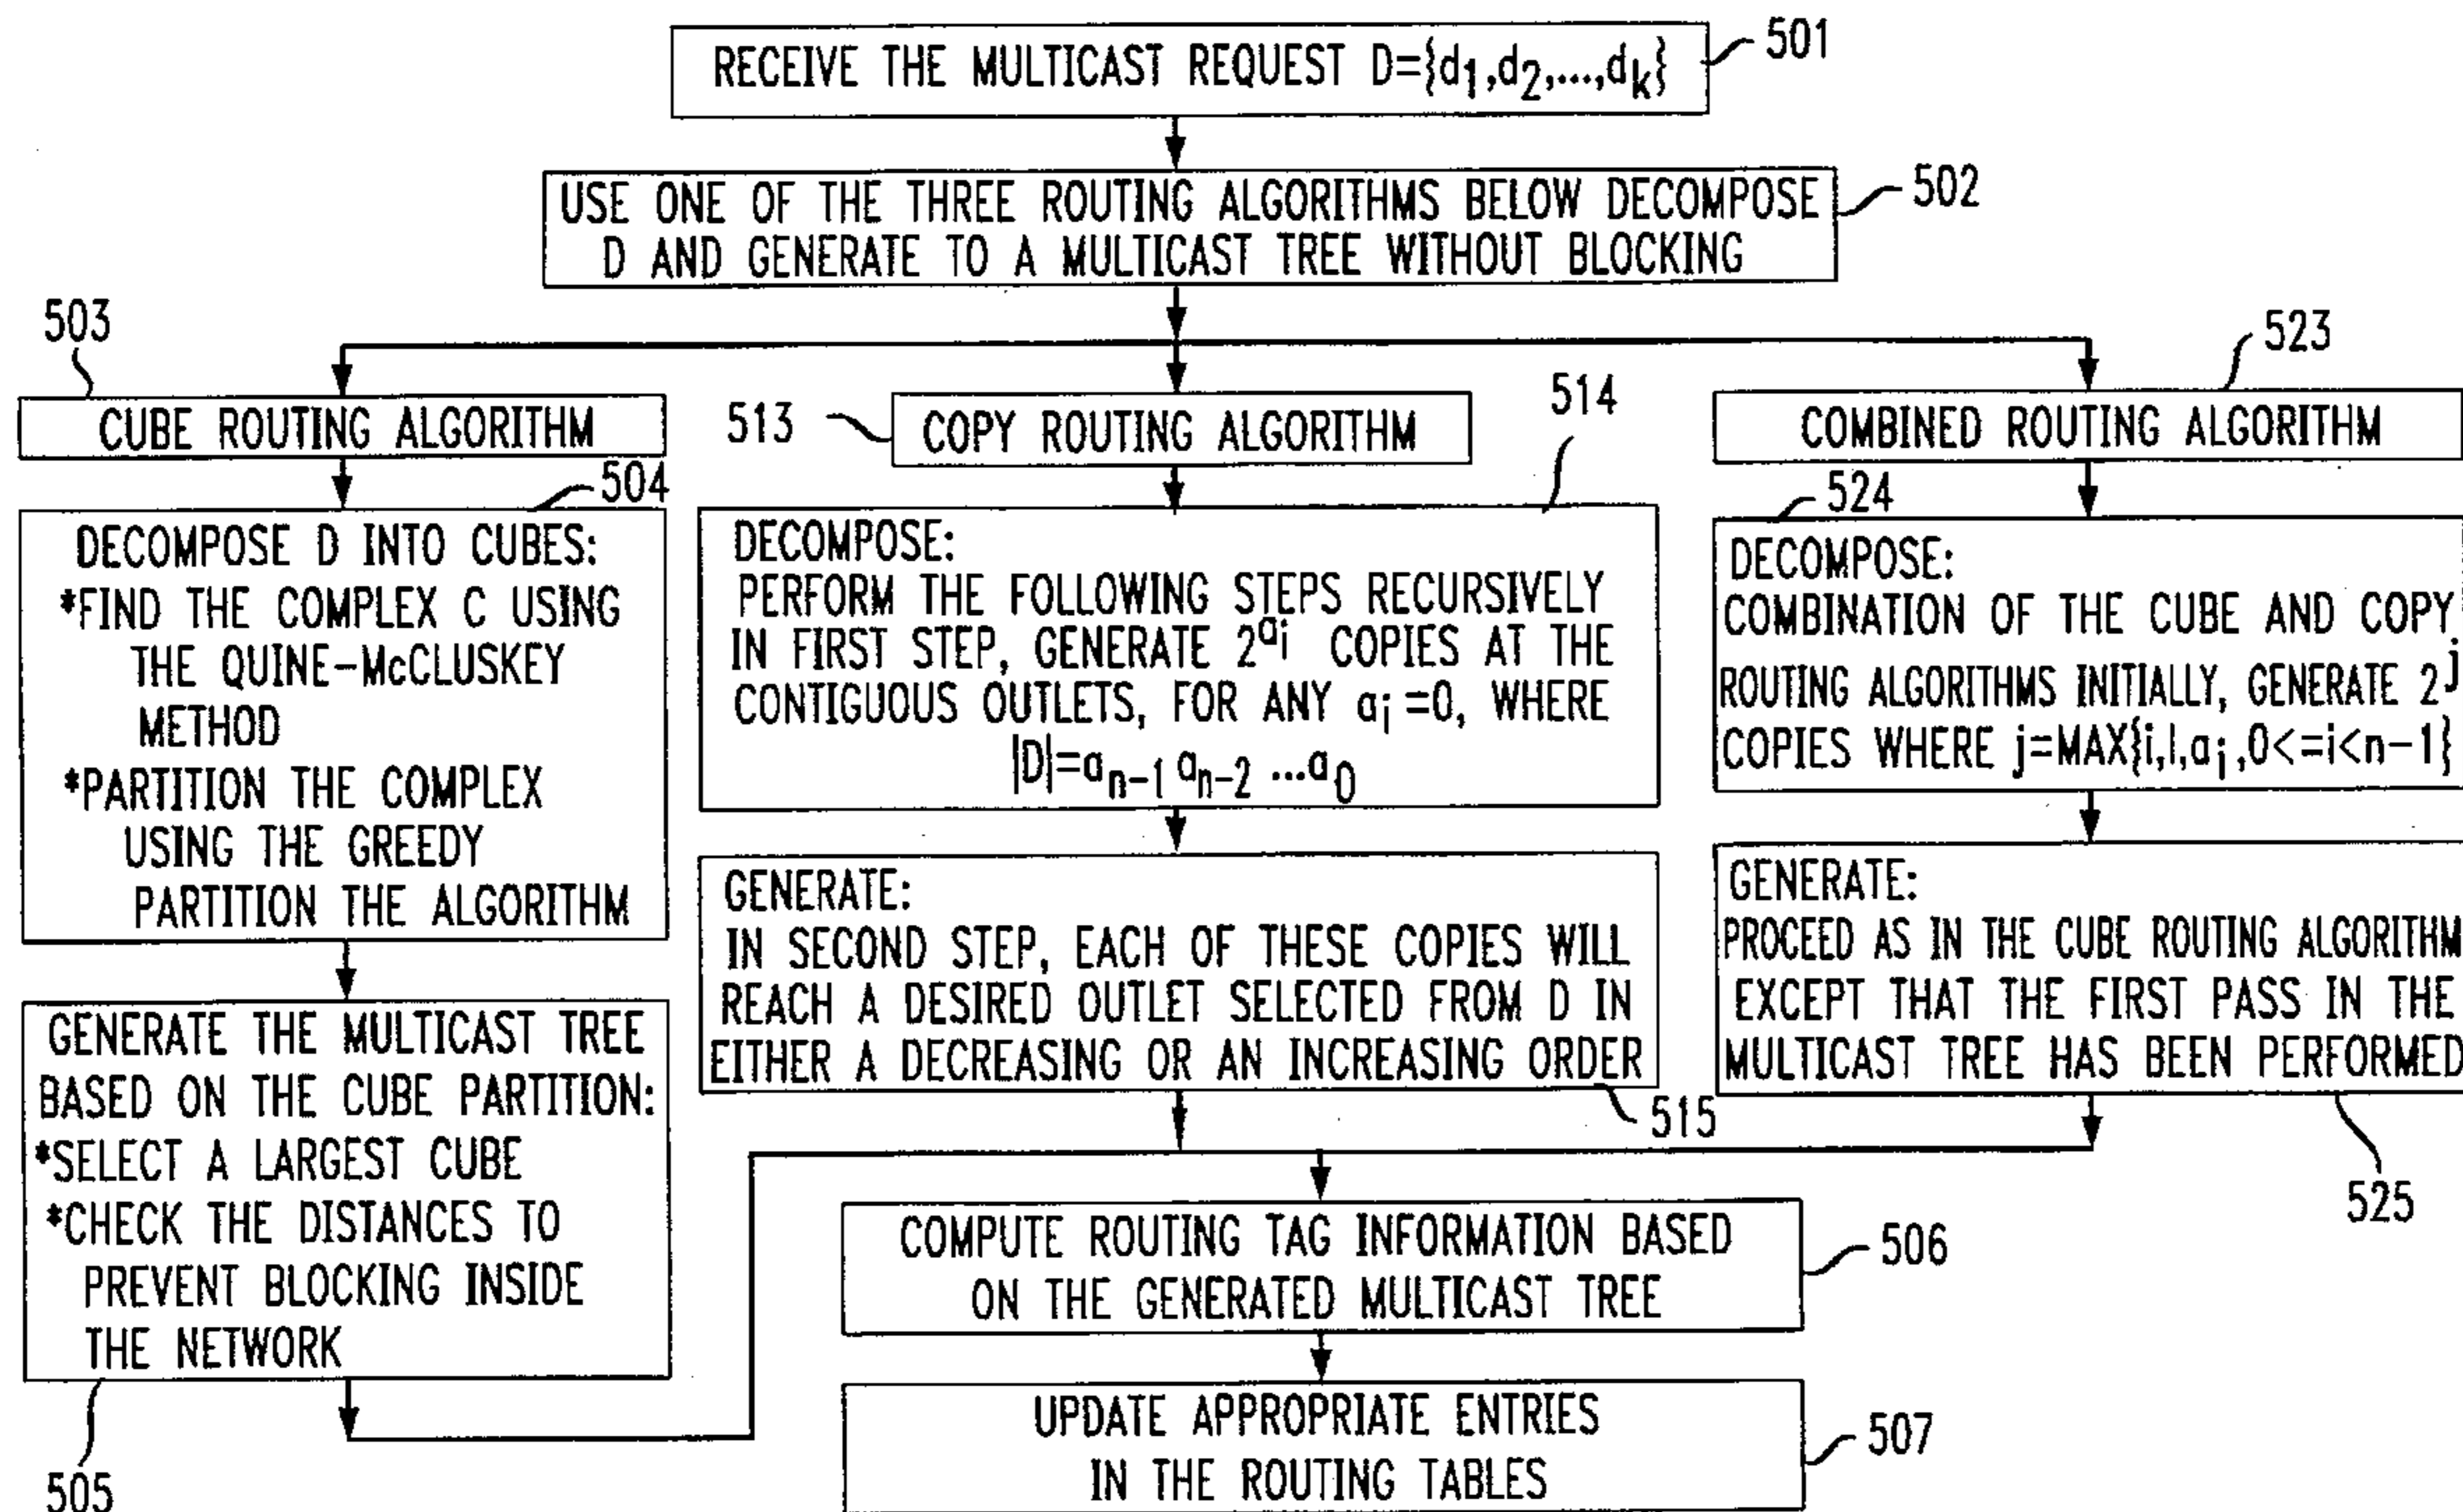 RECEIVE THE MULTICAST REQUEST D={d1,d2,...,dk}
501
USE ONE OF THE THREE ROUTING ALGORITHMS BELOW DECOMPOSE
D AND GENERATE TO A MULTICAST TREE WITHOUT BLOCKING
502
503
CUBE ROUTING ALGORITHM
504
DECOMPOSE D INTO CUBES:
*FIND THE COMPLEX C USING
THE QUINE-McCLUSKEY
METHOD
*PARTITION THE COMPLEX
USING THE GREEDY
PARTITION THE ALGORITHM
GENERATE THE MULTICAST TREE
BASED ON THE CUBE PARTITION:
*SELECT A LARGEST CUBE
*CHECK THE DISTANCES TO
PREVENT BLOCKING INSIDE
THE NETWORK
505
513
COPY ROUTING ALGORITHM
514
DECOMPOSE:
PERFORM THE FOLLOWING STEPS RECURSIVELY
IN FIRST STEP, GENERATE 2^ai COPIES AT THE
CONTIGUOUS OUTLETS, FOR ANY ai =0, WHERE
|D|=an-1 an-2 ...a0
GENERATE:
IN SECOND STEP, EACH OF THESE COPIES WILL
REACH A DESIRED OUTLET SELECTED FROM D IN
EITHER A DECREASING OR AN INCREASING ORDER
515
523
COMBINED ROUTING ALGORITHM
524
DECOMPOSE:
COMBINATION OF THE CUBE AND COPY
ROUTING ALGORITHMS INITIALLY, GENERATE 2^j
COPIES WHERE j=MAX{i,l,ai,0<=i<n-1}
GENERATE:
PROCEED AS IN THE CUBE ROUTING ALGORITHM
EXCEPT THAT THE FIRST PASS IN THE
MULTICAST TREE HAS BEEN PERFORMED
525
COMPUTE ROUTING TAG INFORMATION BASED
ON THE GENERATED MULTICAST TREE
506
UPDATE APPROPRIATE ENTRIES
IN THE ROUTING TABLES
507